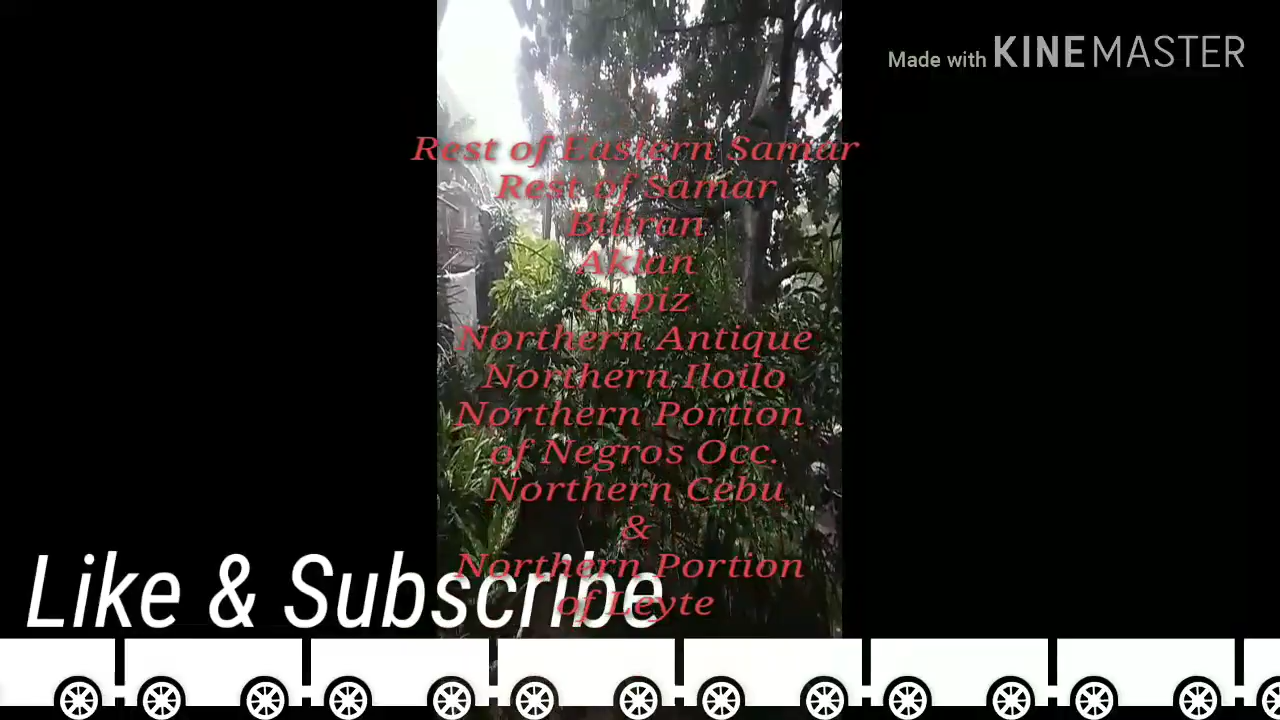 Made with KINEMASTER
Rest of Eastern Samar
Rest of Samar
Biliran
Aklan
Capiz
Northern Antique
Northern Iloilo
Northern Portion
of Negros Occ.
Northern Cebu
&
Northern Portion
of Leyte
Like & Subscribe